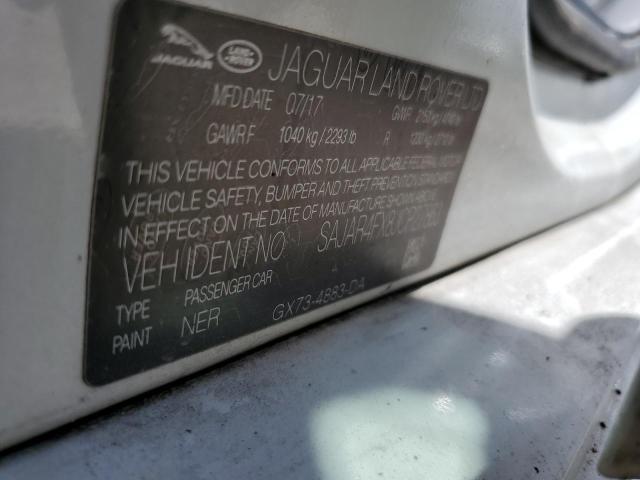 JAGUAR LAND ROVER JAGUAR LAND ROVER LTD
MFD DATE 07/17 GVWR
GAWR F 1040 kg / 2293 lb R
THIS VEHICLE CONFORMS TO ALL APPLICABLE FEDERAL MOTOR
VEHICLE SAFETY, BUMPER AND THEFT PREVENTION STANDARDS
IN EFFECT ON THE DATE OF MANUFACTURE SHOWN ABOVE.
VEH IDENT NO
TYPE PASSENGER CAR
PAINT NER GX73-4883-DA